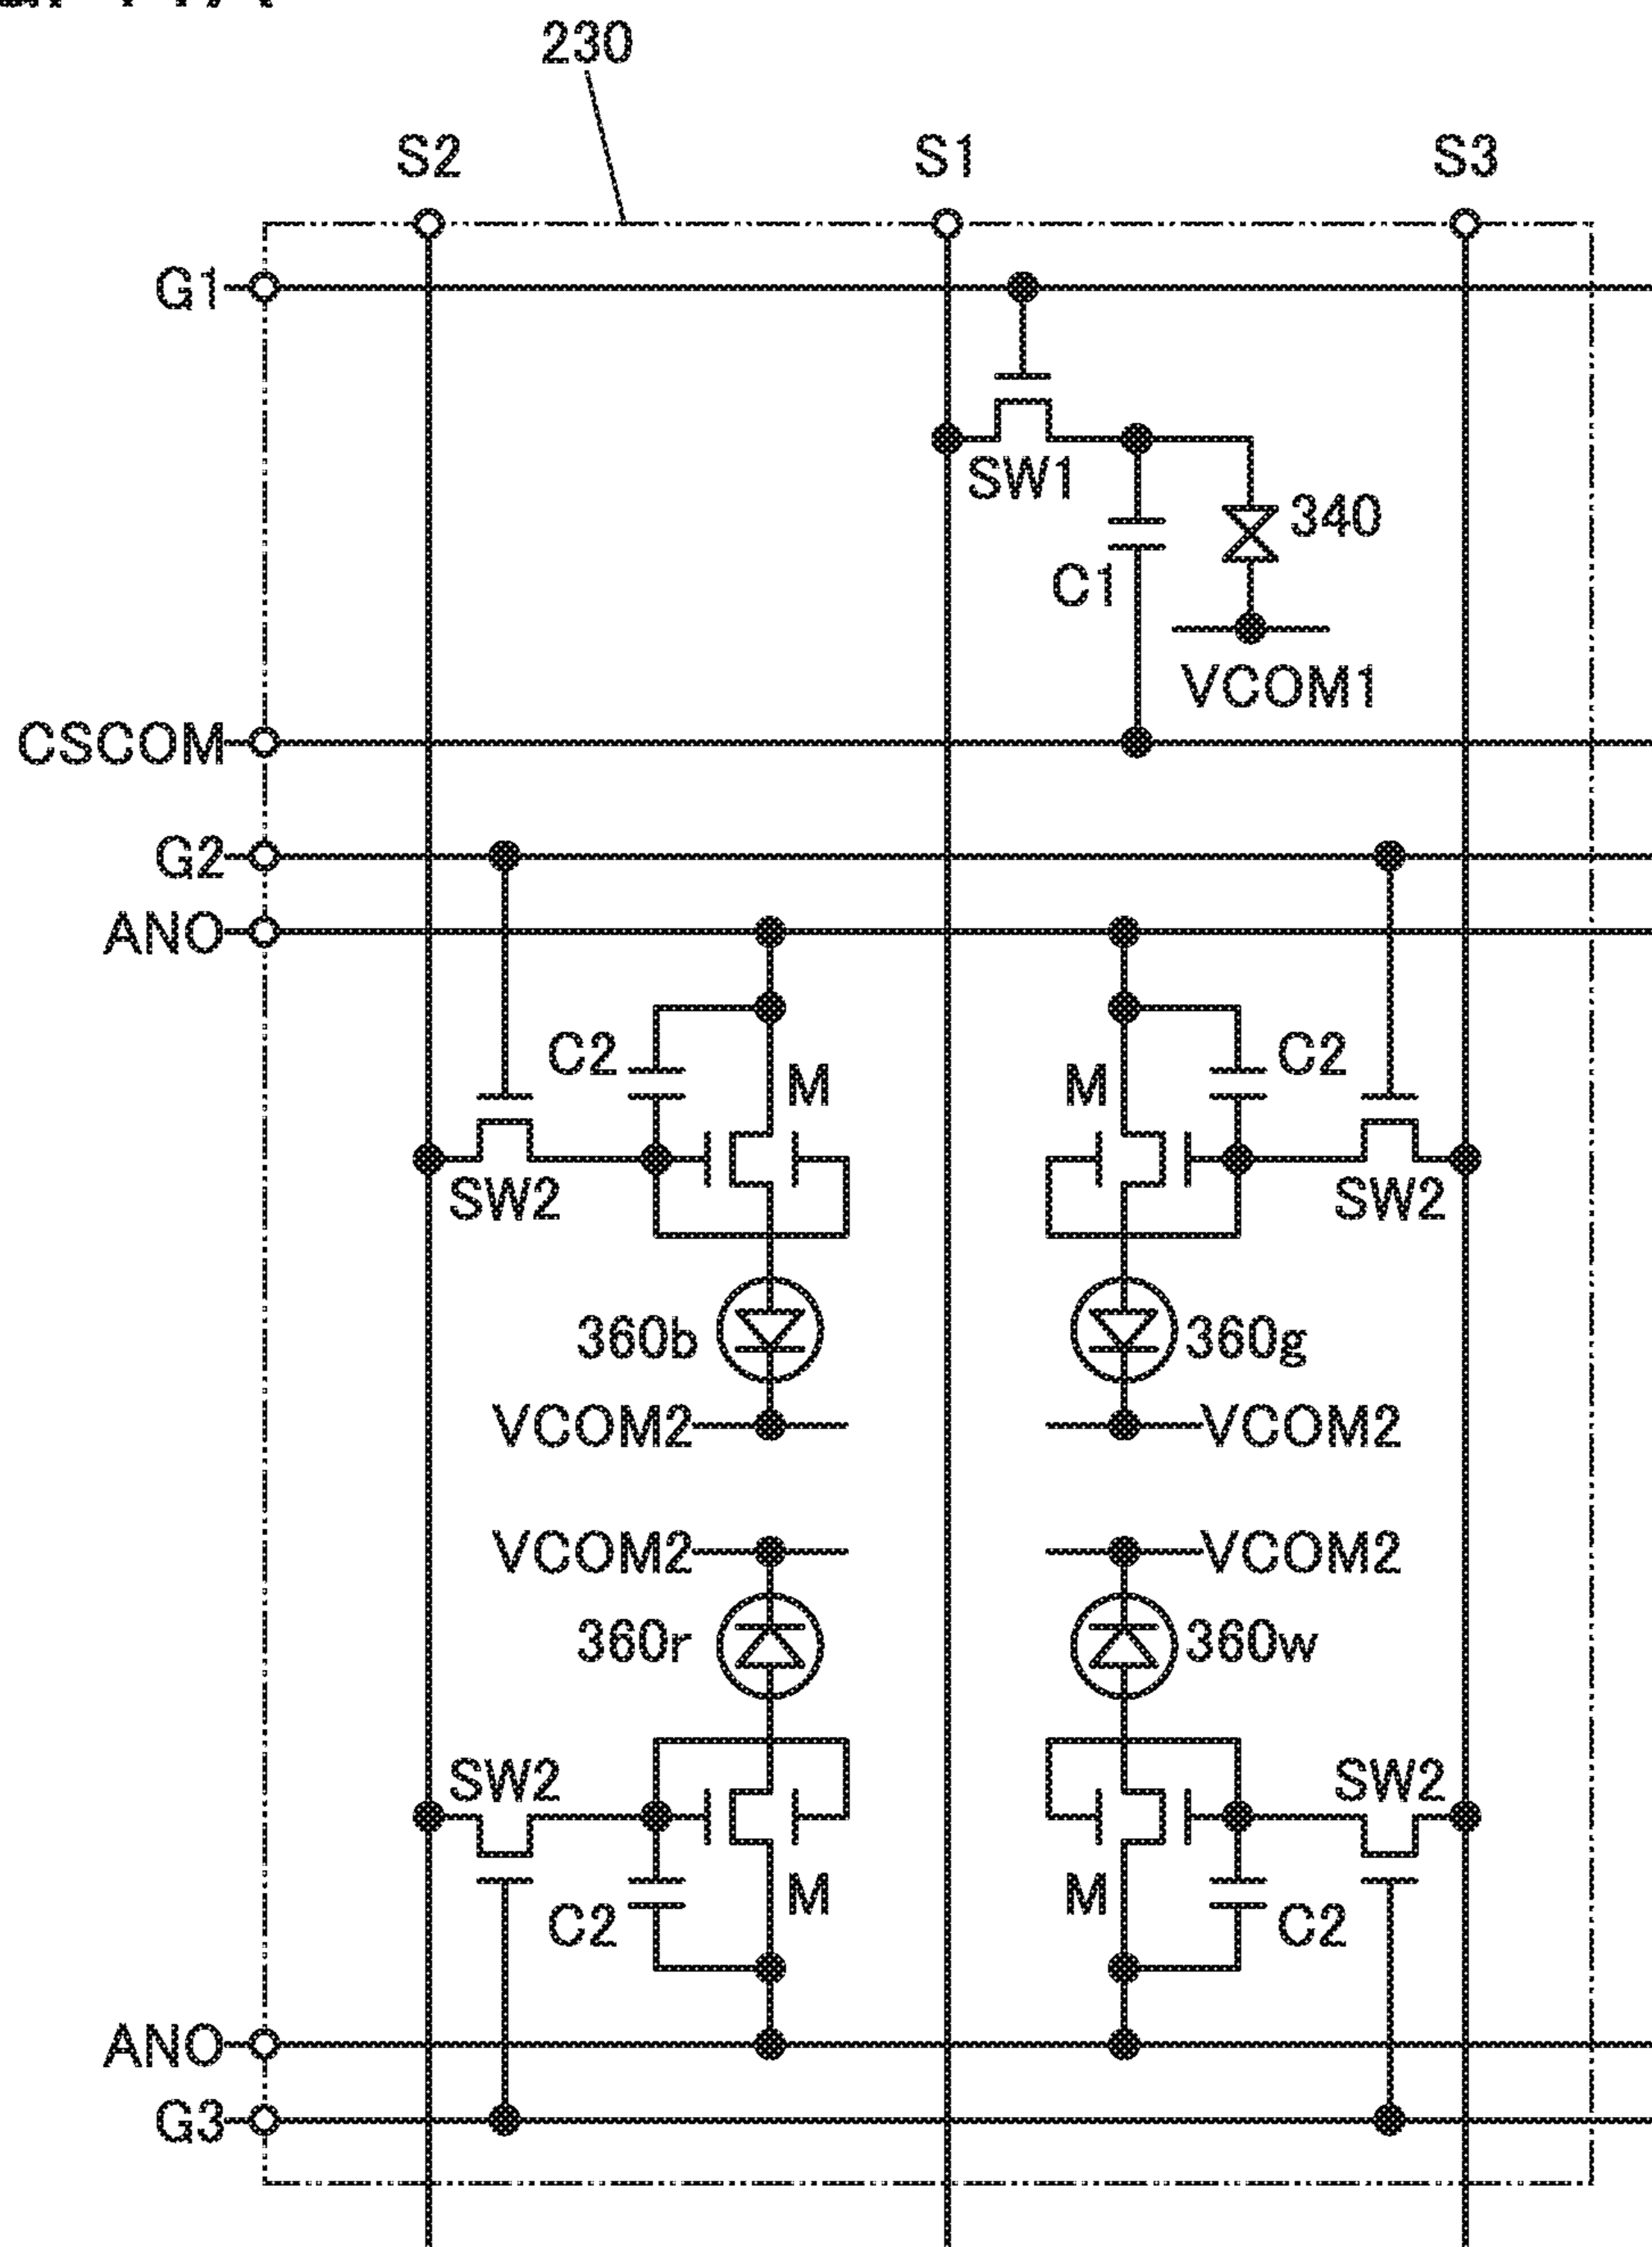 230
S2 S1 S3
G1
SW1
340
C1
VCOM1
CSCOM
G2
ANO
C2 M M C2
SW2 SW2
360b 360g
VCOM2 VCOM2
VCOM2 VCOM2
360r 360w
SW2 SW2
C2 M M C2
ANO
G3